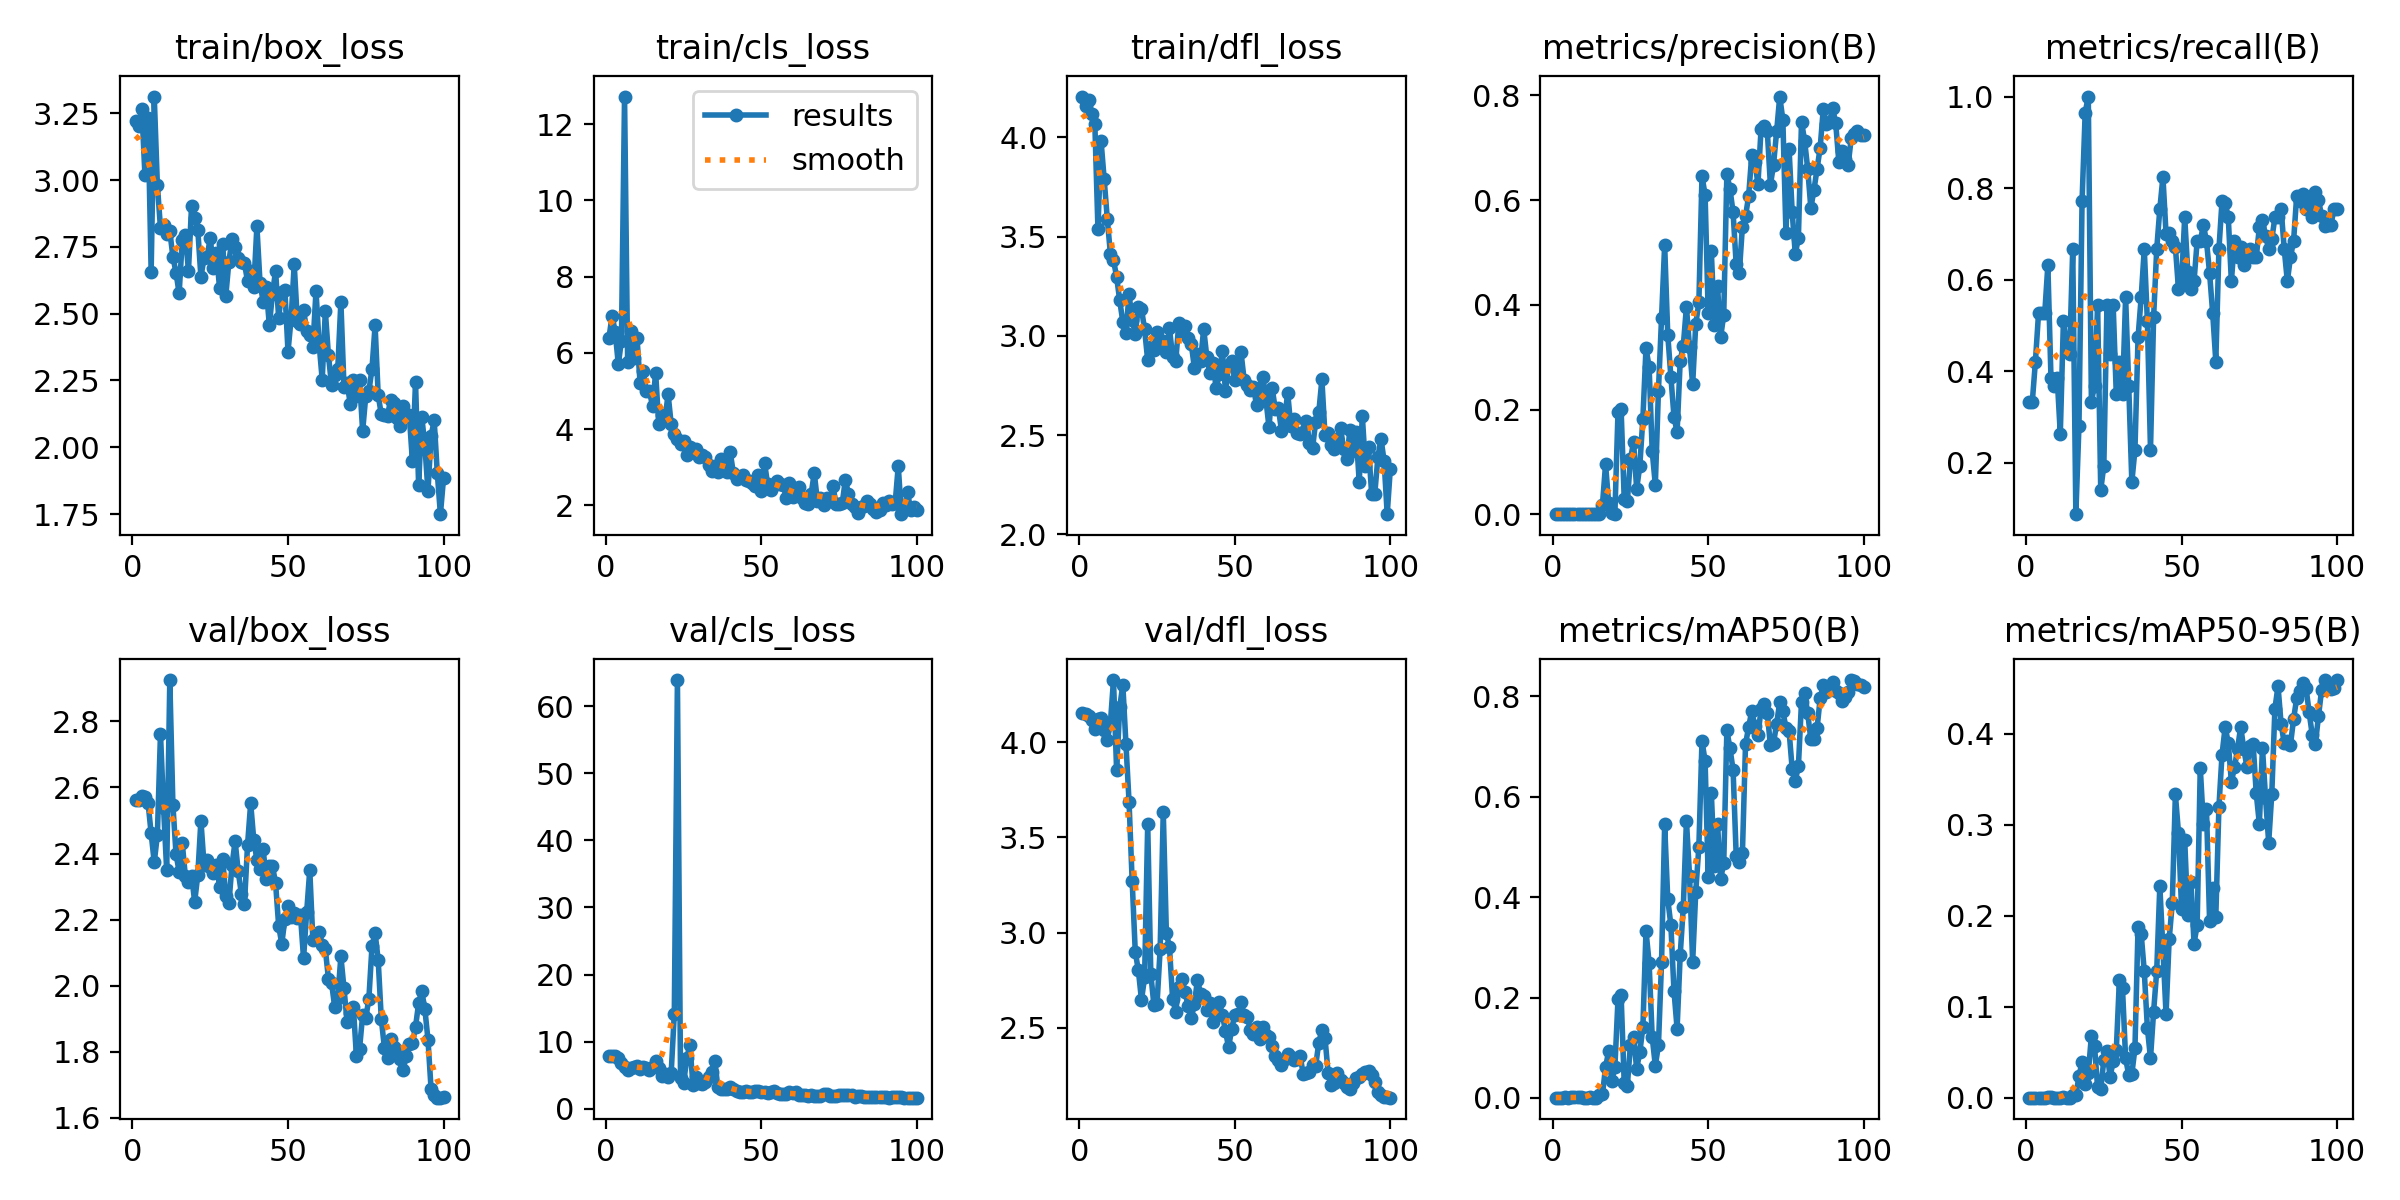 train/box_loss
3.25
3.00
2.75
2.50
2.25
2.00
1.75
0 50 100
train/cls_loss
results
smooth
12
10
8
6
4
2
0 50 100
train/dfl_loss
4.0
3.5
3.0
2.5
2.0
0 50 100
metrics/precision(B)
0.8
0.6
0.4
0.2
0.0
0 50 100
metrics/recall(B)
1.0
0.8
0.6
0.4
0.2
0 50 100
val/box_loss
2.8
2.6
2.4
2.2
2.0
1.8
1.6
0 50 100
val/cls_loss
60
50
40
30
20
10
0
0 50 100
val/dfl_loss
4.0
3.5
3.0
2.5
0 50 100
metrics/mAP50(B)
0.8
0.6
0.4
0.2
0.0
0 50 100
metrics/mAP50-95(B)
0.4
0.3
0.2
0.1
0.0
0 50 100